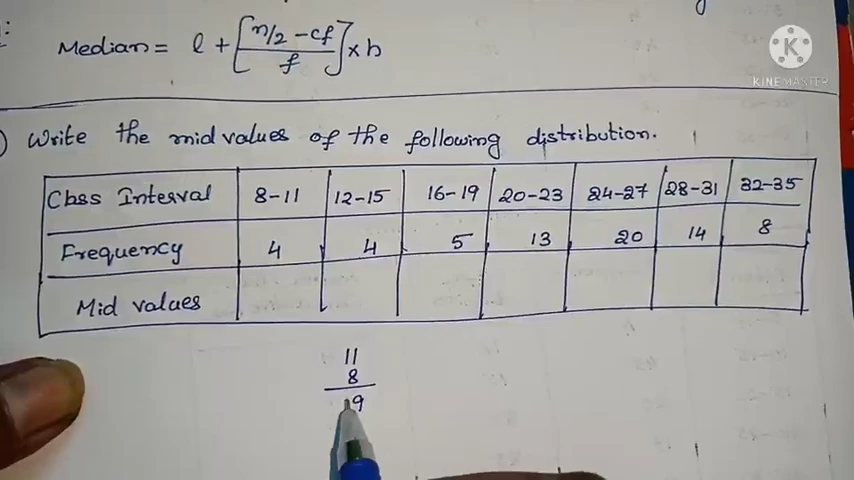 Median = l + [n/2 - cf / f] × h
K
KINEMASTER
Write the mid values of the following distribution.
Class Interval 8-11 12-15 16-19 20-23 24-27 28-31 32-35
Frequency 4 4 5 13 20 14 8
Mid values
11
8
9